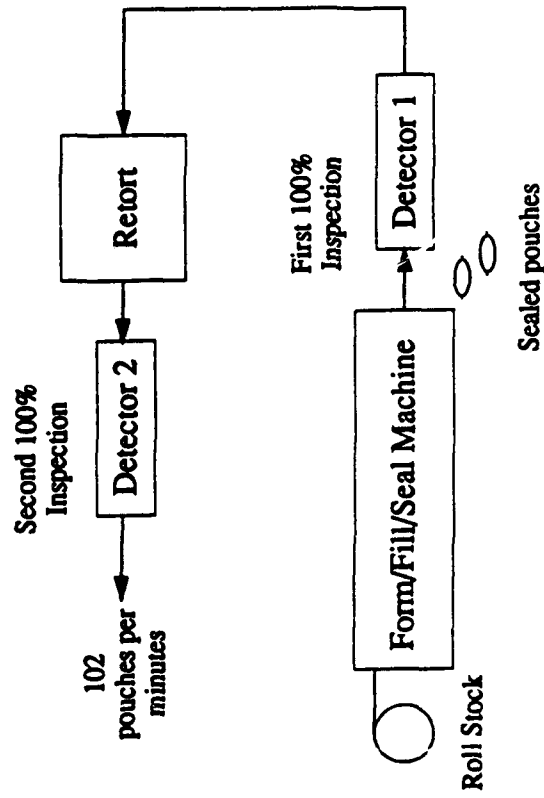 Roll Stock
Form/Fill/Seal Machine
Sealed pouches
First 100%
Inspection
Detector 1
Retort
Second 100%
Inspection
Detector 2
102
pouches per
minutes